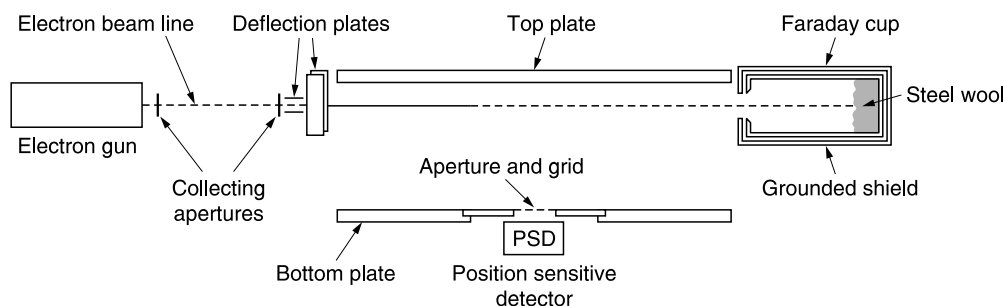 Electron beam line
Deflection plates
Top plate
Faraday cup
Steel wool
Electron gun
Collecting
apertures
Aperture and grid
Grounded shield
PSD
Bottom plate
Position sensitive
detector